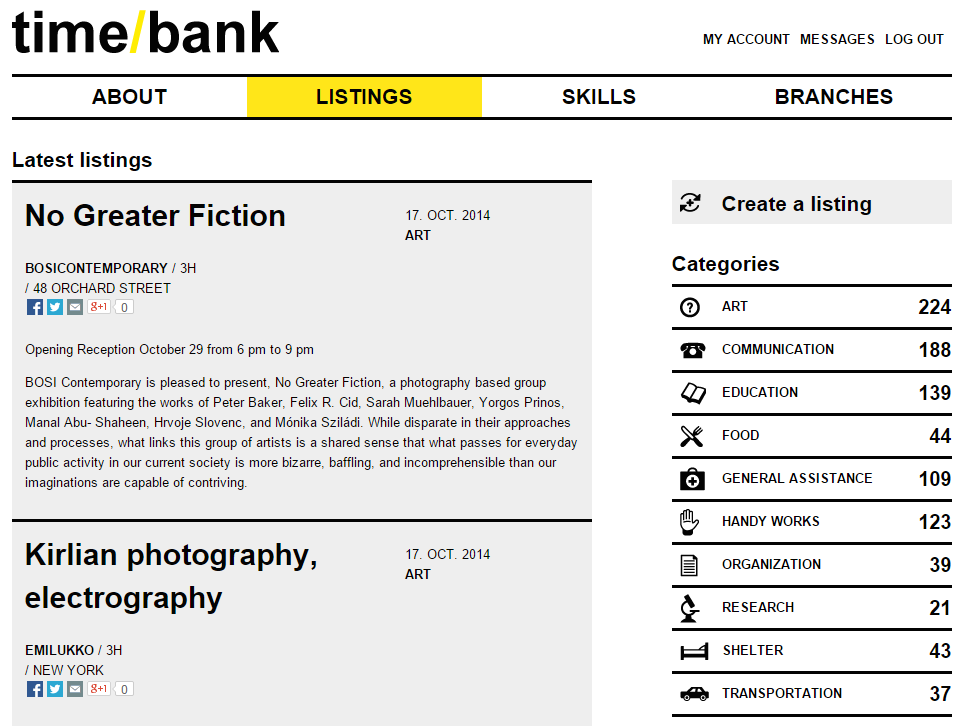 time/bank
MY ACCOUNT MESSAGES LOG OUT
ABOUT LISTINGS SKILLS BRANCHES
Latest listings
No Greater Fiction
17. OCT. 2014
ART
BOSICONTEMPORARY / 3H
/ 48 ORCHARD STREET
g+1 0
Opening Reception October 29 from 6 pm to 9 pm
BOSI Contemporary is pleased to present, No Greater Fiction, a photography based group
exhibition featuring the works of Peter Baker, Felix R. Cid, Sarah Muehlbauer, Yorgos Prinos,
Manal Abu- Shaheen, Hrvoje Slovenc, and Mónika Sziládi. While disparate in their approaches
and processes, what links this group of artists is a shared sense that what passes for everyday
public activity in our current society is more bizarre, baffling, and incomprehensible than our
imaginations are capable of contriving.
Kirlian photography,
electrography
17. OCT. 2014
ART
EMILUKKO / 3H
/ NEW YORK
g+1 0
Create a listing
Categories
ART 224
COMMUNICATION 188
EDUCATION 139
FOOD 44
GENERAL ASSISTANCE 109
HANDY WORKS 123
ORGANIZATION 39
RESEARCH 21
SHELTER 43
TRANSPORTATION 37